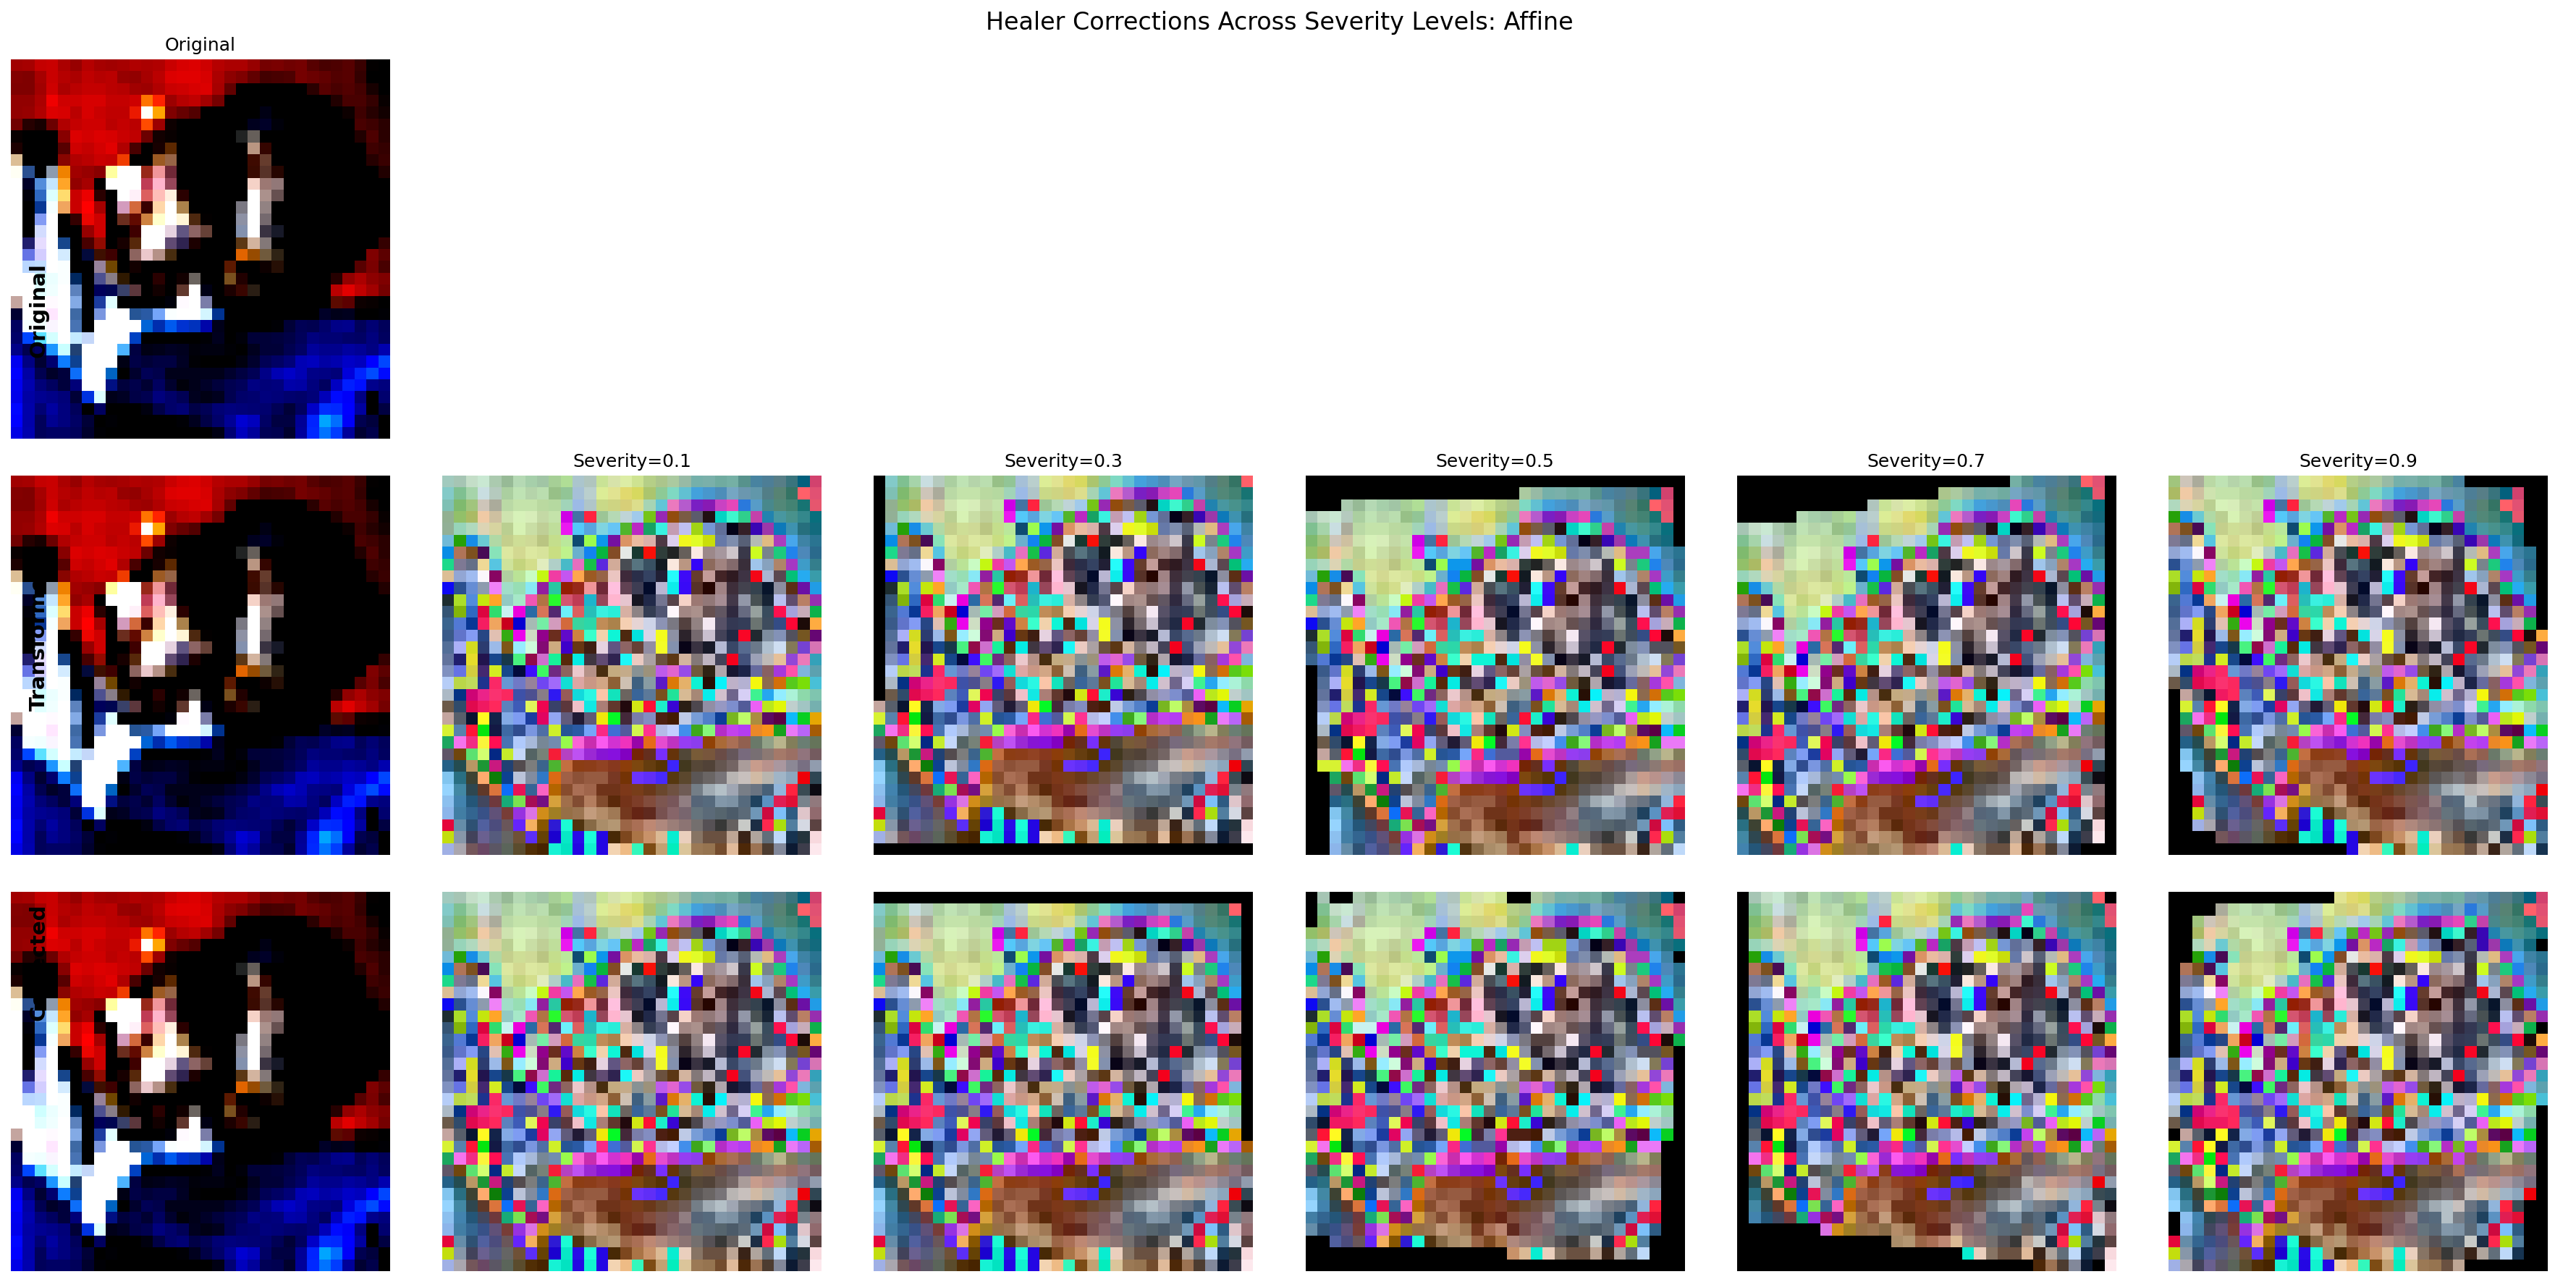 Healer Corrections Across Severity Levels: Affine
Original
Original
Severity=0.1
Severity=0.3
Severity=0.5
Severity=0.7
Severity=0.9